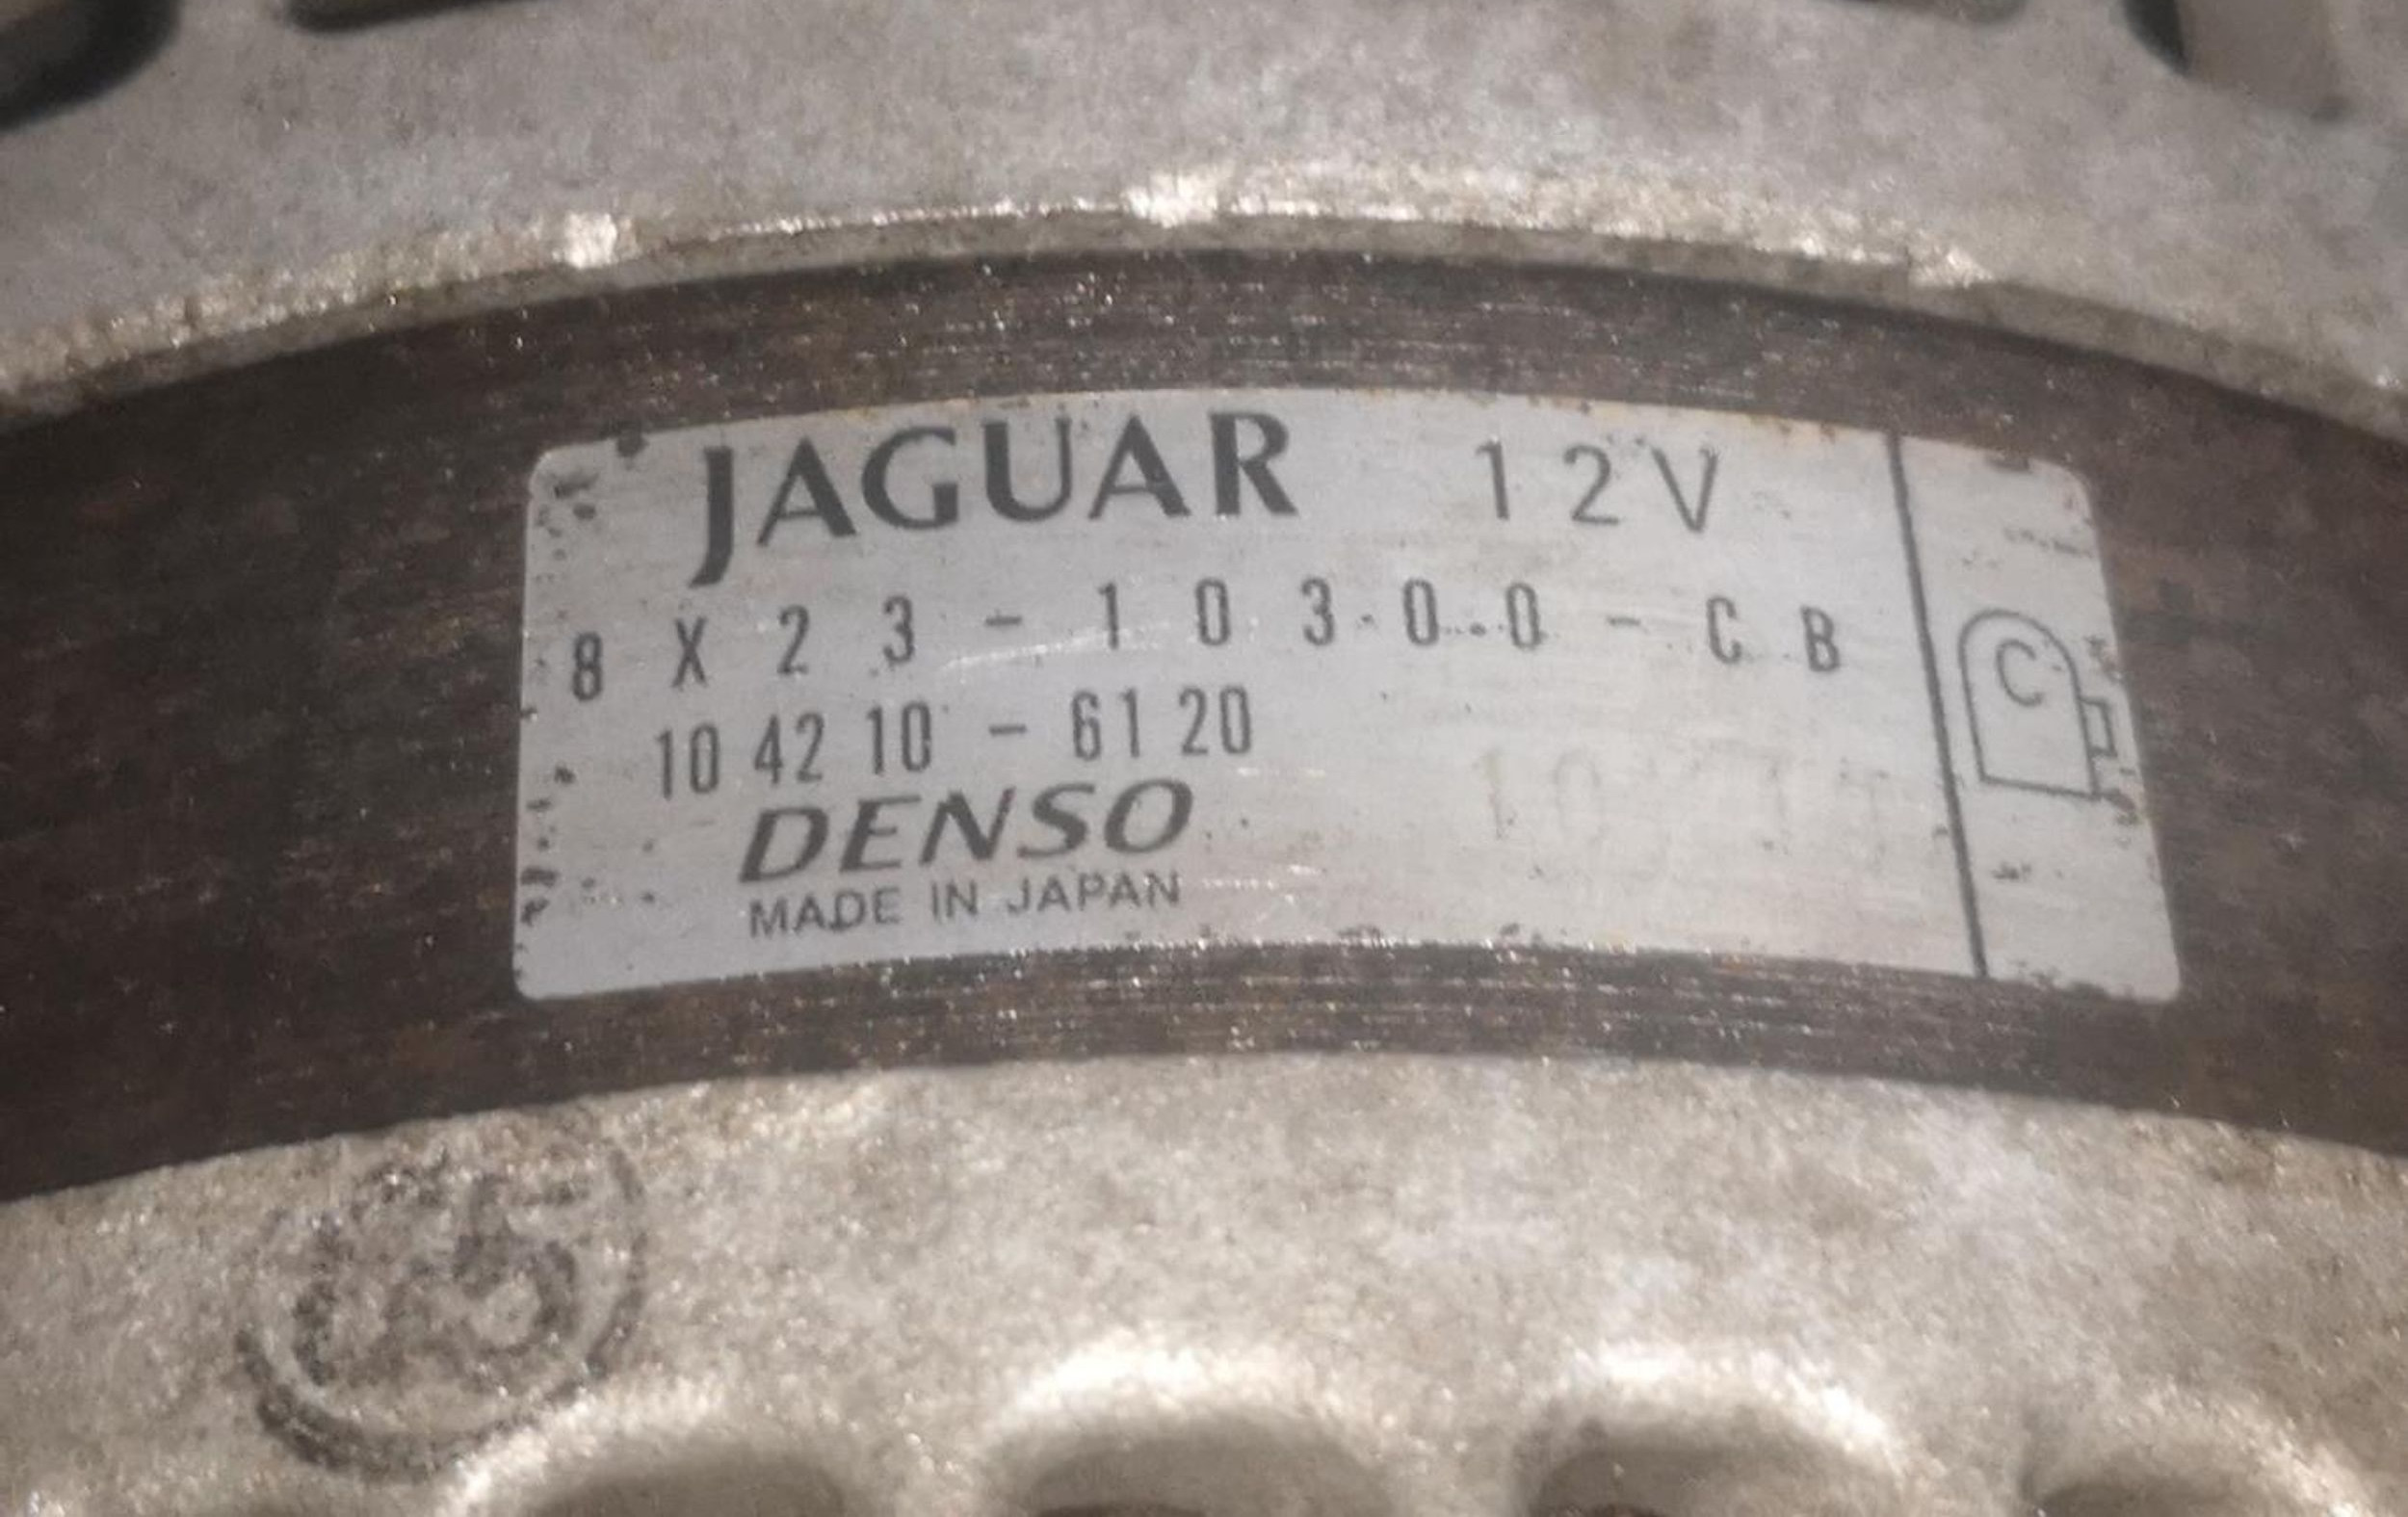 JAGUAR 12V
8X23-10300-CB
104210-6120
DENSO
MADE IN JAPAN
C